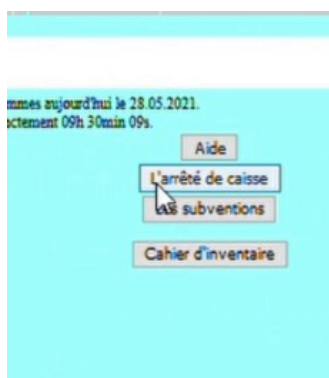 mmes aujourd'hui le 28.05.2021.
ctement 09h 30min 09s.
Aide
L'arrêté de caisse
subventions
Cahier d'inventaire